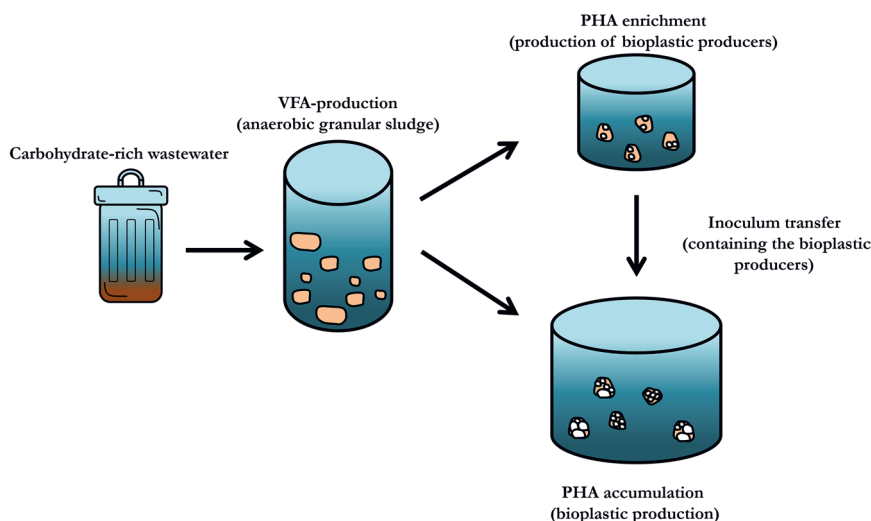 Carbohydrate-rich wastewater
VFA-production
(anaerobic granular sludge)
PHA enrichment
(production of bioplastic producers)
Inoculum transfer
(containing the bioplastic
producers)
PHA accumulation
(bioplastic production)